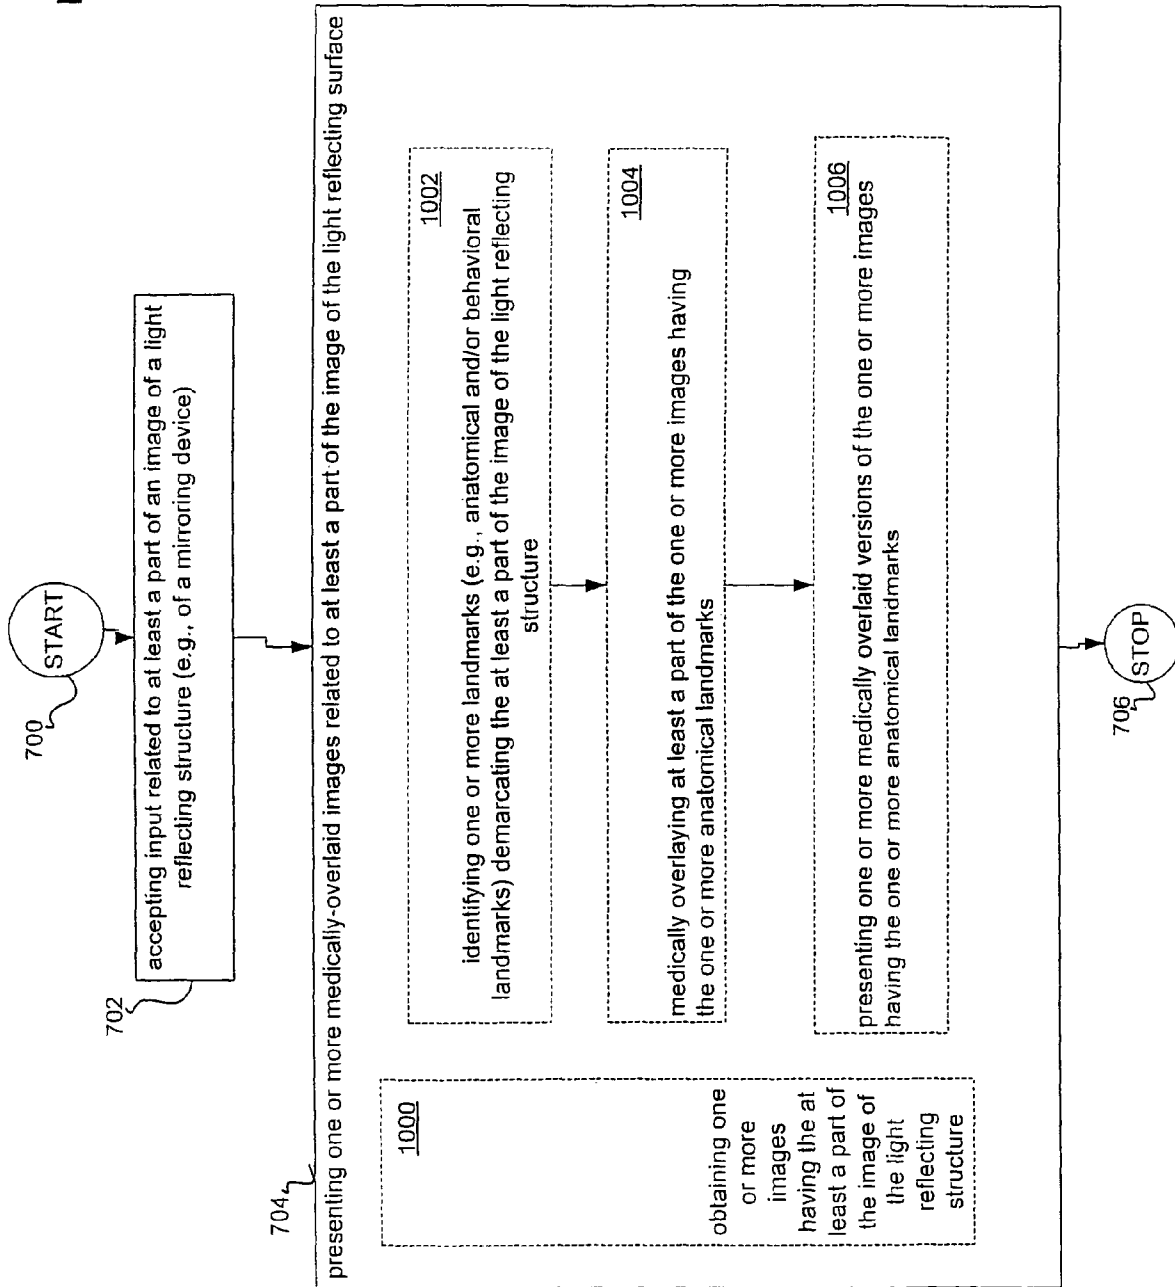 START
700
accepting input related to at least a part of an image of a light
reflecting structure (e.g., of a mirroring device)
702
704
presenting one or more medically-overlaid images related to at least a part of the image of the light reflecting surface
1000
obtaining one
or more
images
having the at
least a part of
the image of
the light
reflecting
structure
1002
identifying one or more landmarks (e.g., anatomical and/or behavioral
landmarks) demarcating the at least a part of the image of the light reflecting
structure
1004
medically overlaying at least a part of the one or more images having
the one or more anatomical landmarks
1006
presenting one or more medically overlaid versions of the one or more images
having the one or more anatomical landmarks
STOP
706